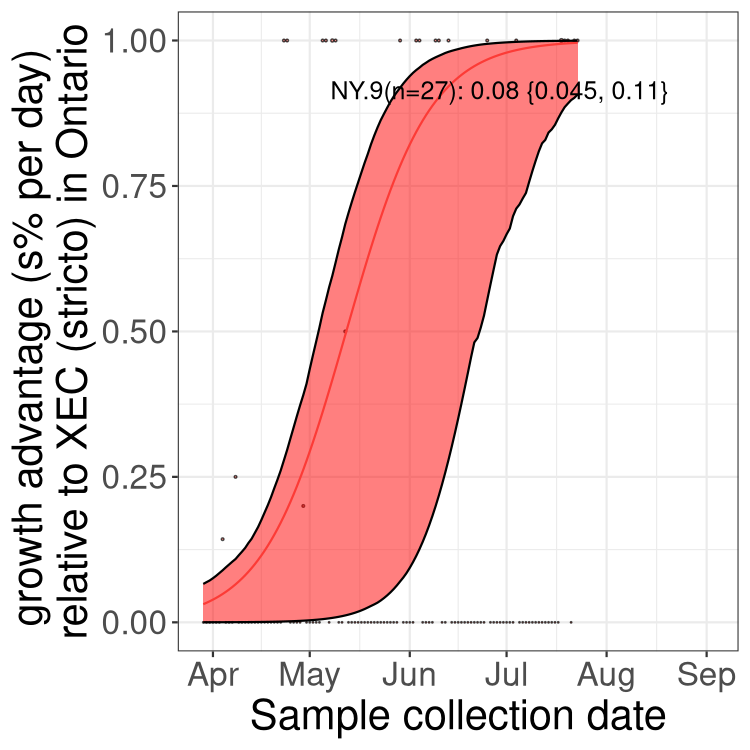 growth advantage (s% per day)
relative to XEC (stricto) in Ontario
1.00
0.75
0.50
0.25
0.00
NY.9(n=27): 0.08 {0.045, 0.11}
Apr May Jun Jul Aug Sep
Sample collection date